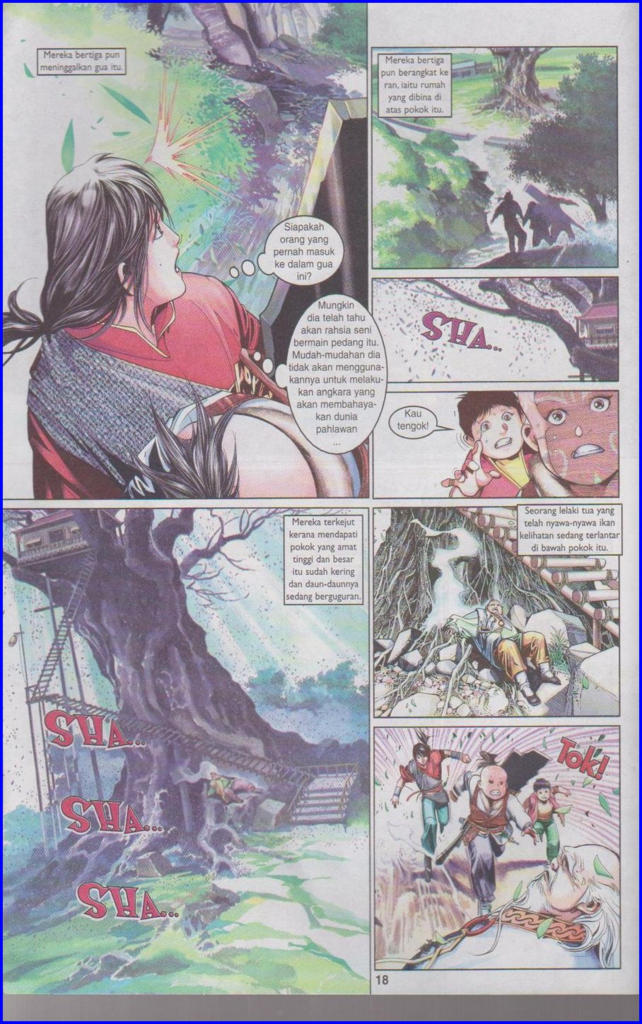 Mereka bertiga pun
meninggalkan gua itu.
Siapakah
orang yang
pernah masuk
ke dalam gua
ini?
Mungkin
dia telah tahu
akan rahsia seni
bermain pedang itu.
Mudah-mudahan dia
tidak akan mengguna-
kannya untuk melaku-
kan angkara yang
akan membahaya-
kan dunia
pahlawan
...
Mereka bertiga
pun berangkat ke
ran, iaitu rumah
yang dibina di
atas pokok itu.
SHA...
Kau
tengok!
Mereka terkejut
kerana mendapati
pokok yang amat
tinggi dan besar
itu sudah kering
dan daun-daunnya
sedang berguguran.
SHA...
SHA...
SHA...
Seorang lelaki tua yang
telah nyawa-nyawa ikan
kelihatan sedang terlantar
di bawah pokok itu.
Tok!
18